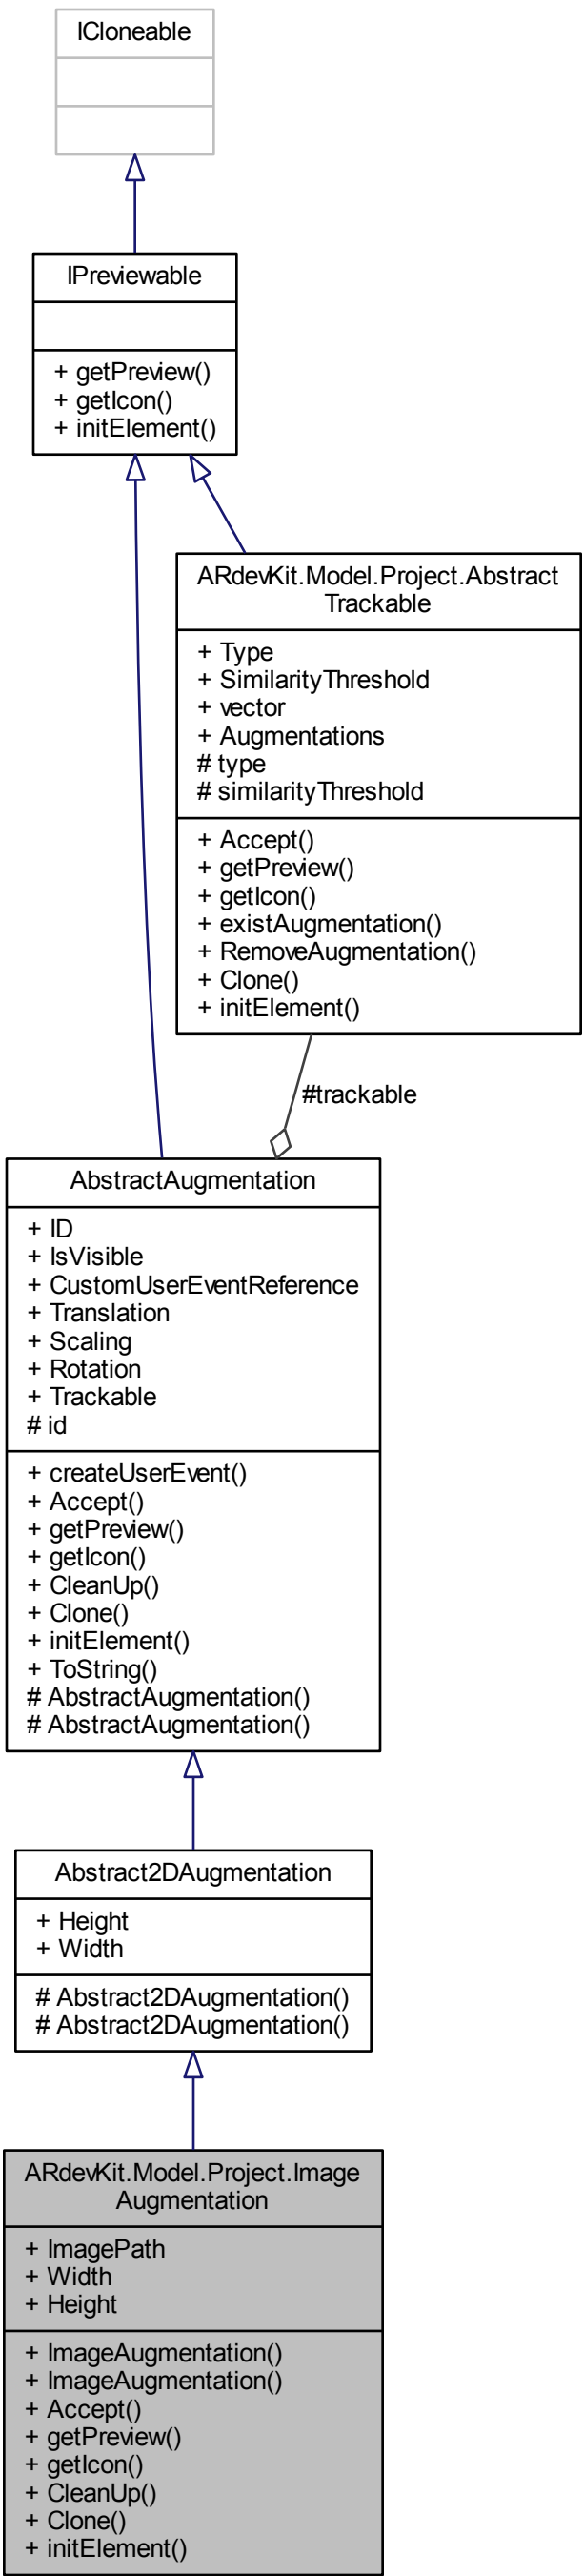 ICloneable
IPreviewable
+ getPreview()
+ getIcon()
+ initElement()
ARdevKit.Model.Project.Abstract
Trackable
+ Type
+ SimilarityThreshold
+ vector
+ Augmentations
# type
# similarityThreshold
+ Accept()
+ getPreview()
+ getIcon()
+ existAugmentation()
+ RemoveAugmentation()
+ Clone()
+ initElement()
#trackable
AbstractAugmentation
+ ID
+ IsVisible
+ CustomUserEventReference
+ Translation
+ Scaling
+ Rotation
+ Trackable
# id
+ createUserEvent()
+ Accept()
+ getPreview()
+ getIcon()
+ CleanUp()
+ Clone()
+ initElement()
+ ToString()
# AbstractAugmentation()
# AbstractAugmentation()
Abstract2DAugmentation
+ Height
+ Width
# Abstract2DAugmentation()
# Abstract2DAugmentation()
ARdevKit.Model.Project.Image
Augmentation
+ ImagePath
+ Width
+ Height
+ ImageAugmentation()
+ ImageAugmentation()
+ Accept()
+ getPreview()
+ getIcon()
+ CleanUp()
+ Clone()
+ initElement()